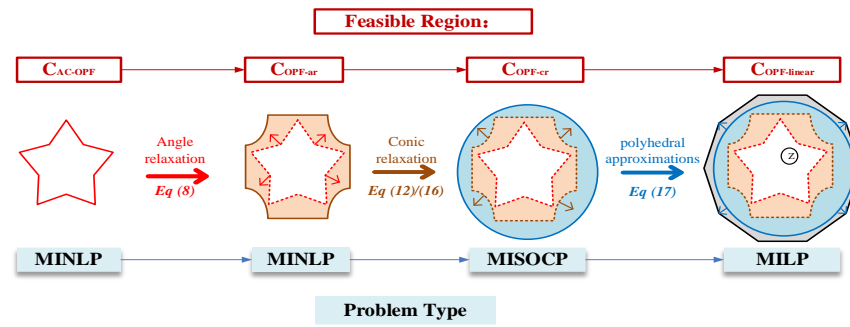 Feasible Region：
CAC-OPF
COPF-ar
COPF-cr
COPF-linear
Angle
relaxation
Eq (8)
Conic
relaxation
Eq (12)/(16)
polyhedral
approximations
Eq (17)
Z
MINLP
MINLP
MISOCP
MILP
Problem Type